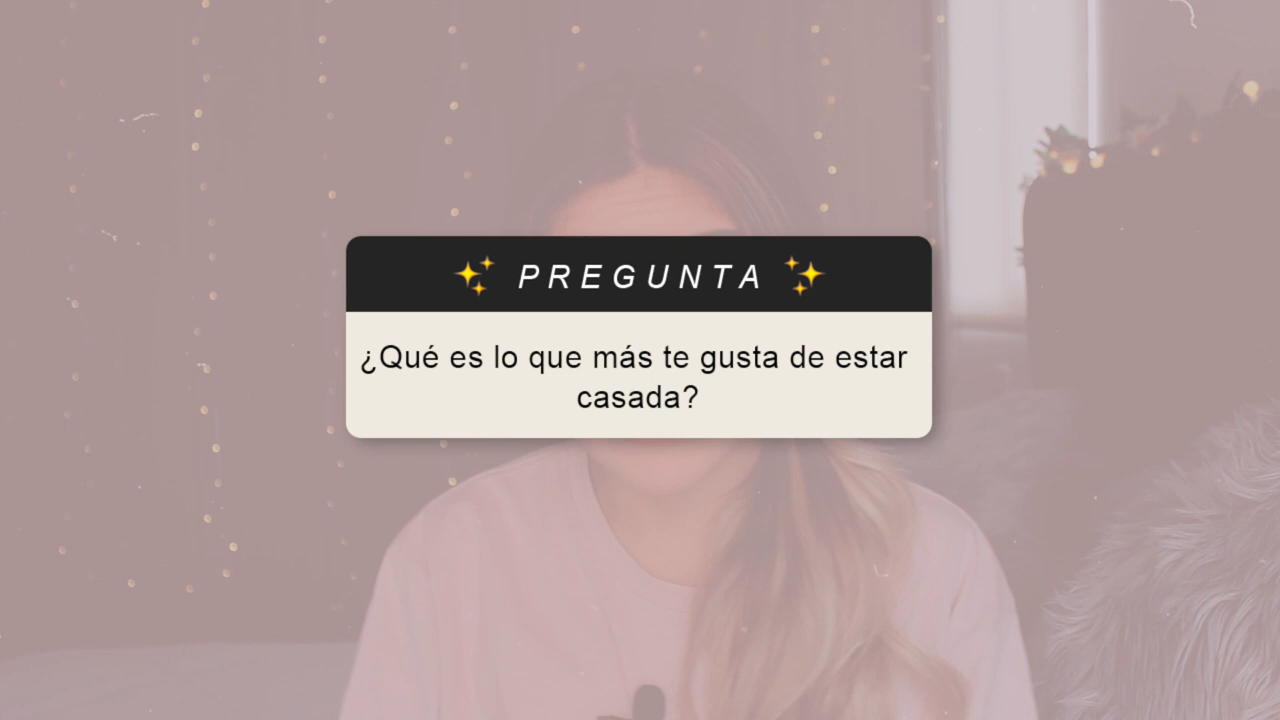 ✨ PREGUNTA ✨
¿Qué es lo que más te gusta de estar
casada?